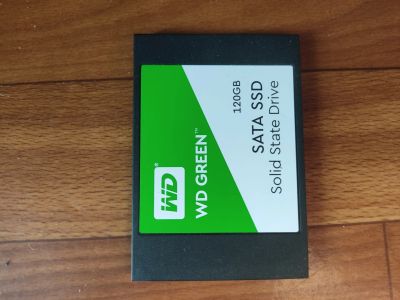 WD®
WD GREEN™
120GB
SATA SSD
Solid State Drive